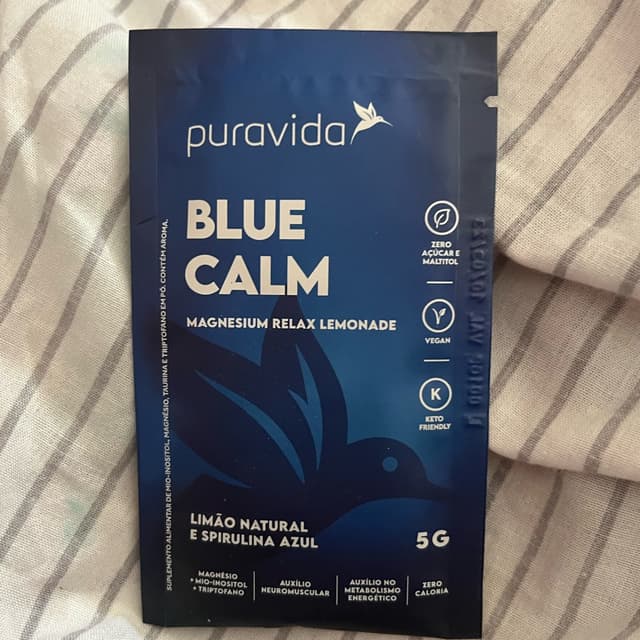 puravida
BLUE
CALM
MAGNESIUM RELAX LEMONADE
ZERO
AÇÚCAR E
MALTITOL
VEGAN
K
KETO
FRIENDLY
SUPLEMENTO ALIMENTAR DE MIO-INOSITOL, MAGNÉSIO, TAURINA E TRIPTOFANO EM PÓ. CONTÉM AROMA.
LIMÃO NATURAL
E SPIRULINA AZUL
5G
MAGNÉSIO
+ MIO-INOSITOL
+ TRIPTOFANO
AUXÍLIO
NEUROMUSCULAR
AUXÍLIO NO
METABOLISMO
ENERGÉTICO
ZERO
CALORIA